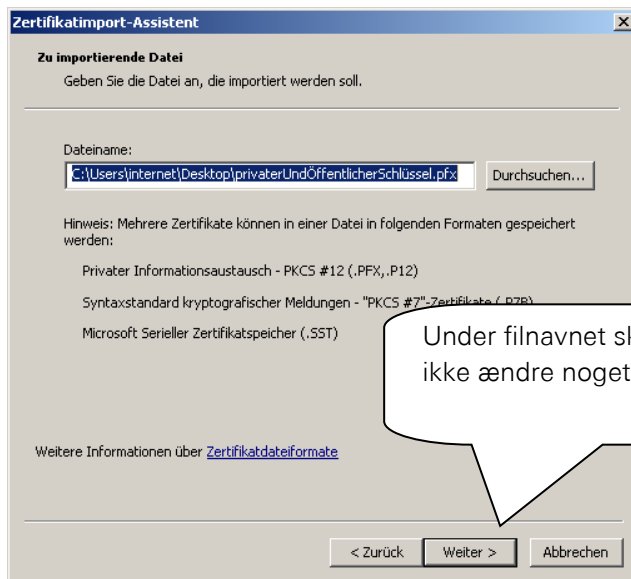 Zertifikatimport-Assistent
Zu importierende Datei
Geben Sie die Datei an, die importiert werden soll.
Dateiname:
C:\Users\internet\Desktop\privaterUndÖffentlicherSchlüssel.pfx
Durchsuchen...
Hinweis: Mehrere Zertifikate können in einer Datei in folgenden Formaten gespeichert
werden:
Privater Informationsaustausch - PKCS #12 (.PFX,.P12)
Syntaxstandard kryptografischer Meldungen - "PKCS #7"-Zertifikate (.P7B)
Microsoft Serieller Zertifikatspeicher (.SST)
Under filnavnet
ikke ændre noget
Weitere Informationen über Zertifikatdateiformate
< Zurück Weiter > Abbrechen